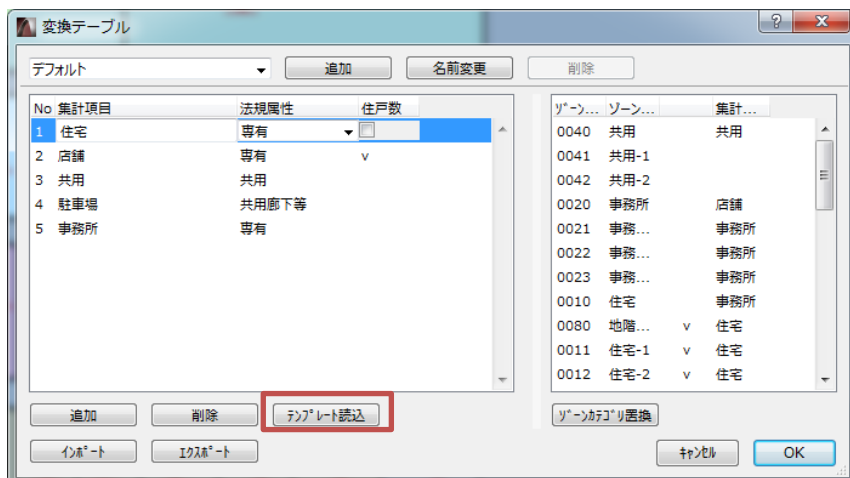 変換テーブル
デフォルト 追加 名前変更 削除
No 集計項目 法規属性 住戸数
1 住宅 専有
2 店舗 専有 v
3 共用 共用
4 駐車場 共用廊下等
5 事務所 専有
ｿﾞｰﾝ... ゾーン... 集計...
0040 共用 共用
0041 共用-1
0042 共用-2
0020 事務所 店舗
0021 事務... 事務所
0022 事務... 事務所
0023 事務... 事務所
0010 住宅 事務所
0080 地階... v 住宅
0011 住宅-1 v 住宅
0012 住宅-2 v 住宅
追加 削除 ﾃﾝﾌﾟﾚｰﾄ読込 ｿﾞｰﾝｶﾃｺﾞﾘ置換
ｲﾝﾎﾟｰﾄ ｴｸｽﾎﾟｰﾄ ｷｬﾝｾﾙ OK